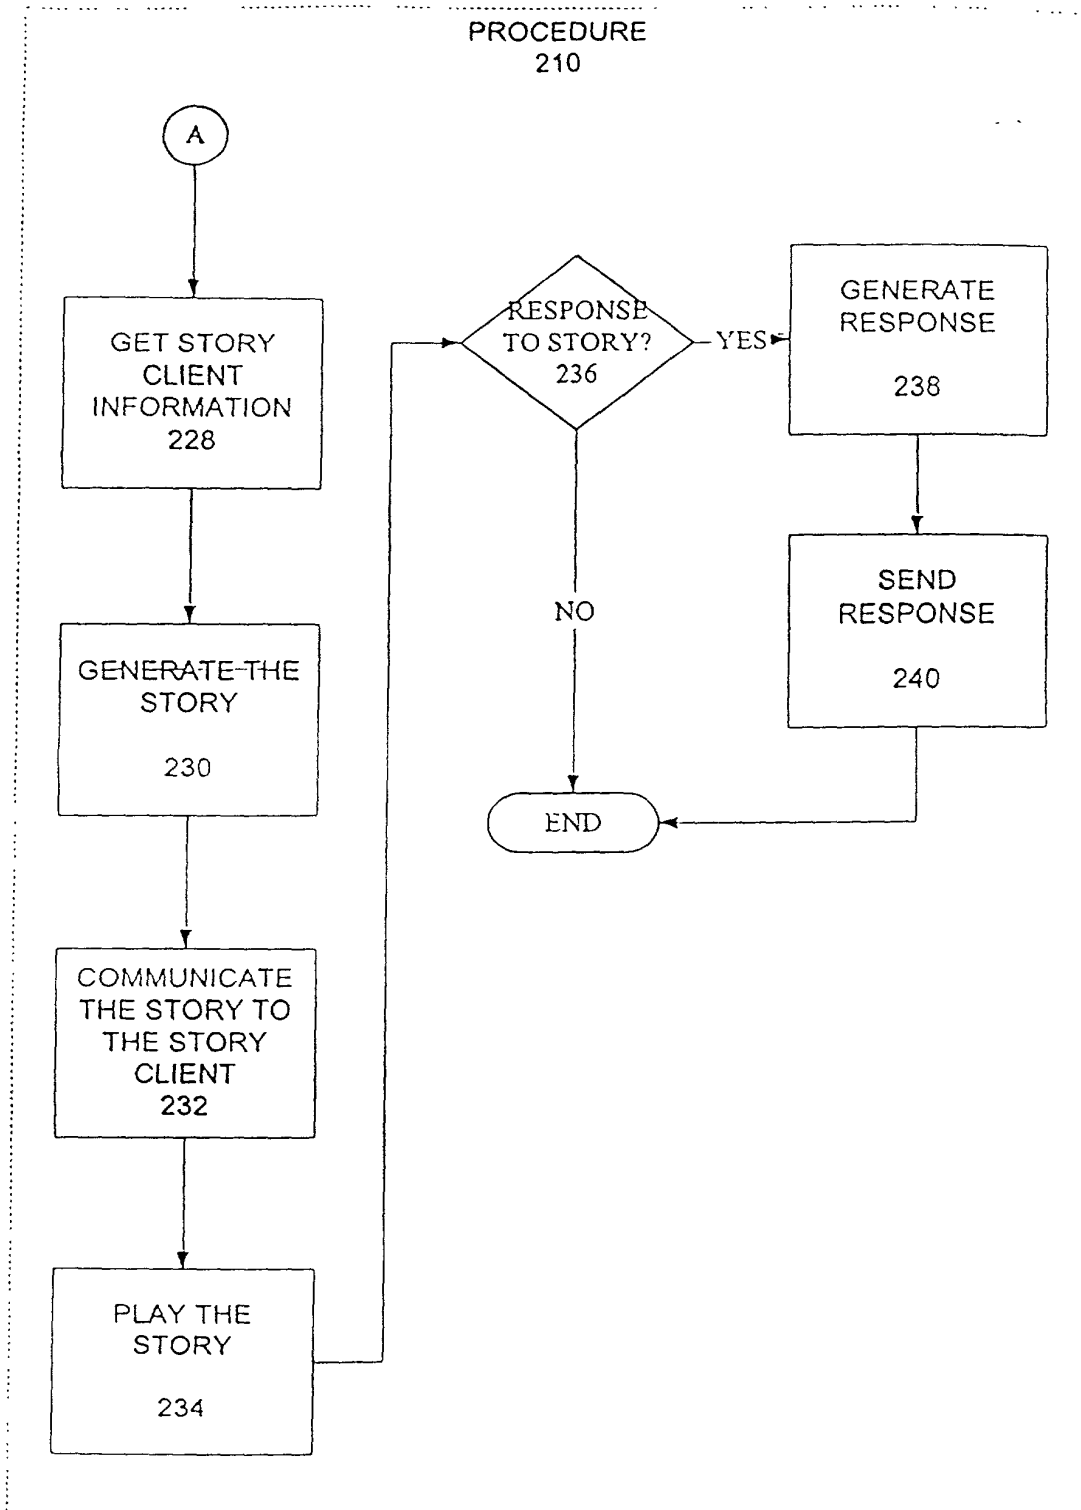 PROCEDURE
210
A
GET STORY
CLIENT
INFORMATION
228
GENERATE THE
STORY
230
COMMUNICATE
THE STORY TO
THE STORY
CLIENT
232
PLAY THE
STORY
234
RESPONSE
TO STORY?
236
YES
NO
GENERATE
RESPONSE
238
SEND
RESPONSE
240
END